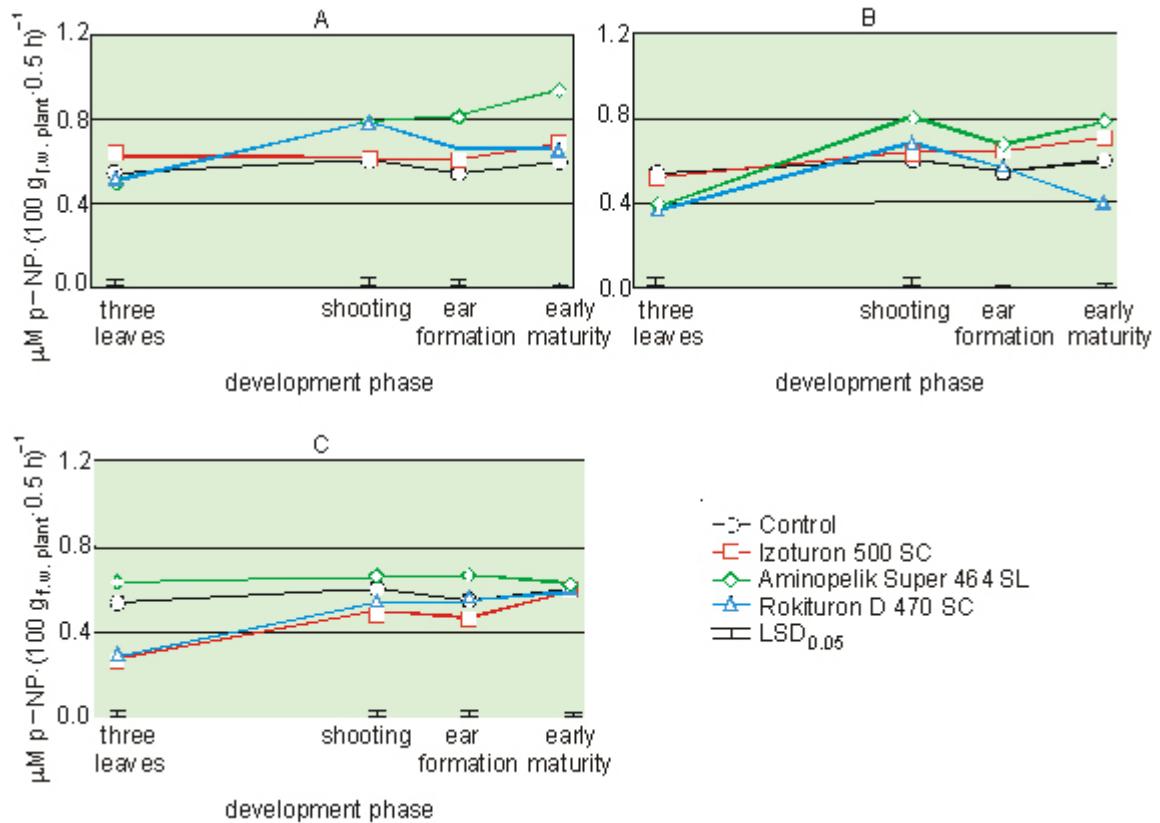 A
μM p−NP·(100 g f.w. plant·0.5 h)⁻¹
1.2
0.8
0.4
0.0
three leaves
shooting
ear formation
early maturity
development phase
B
1.2
0.8
0.4
0.0
three leaves
shooting
ear formation
early maturity
development phase
C
μM p−NP·(100 g f.w. plant·0.5 h)⁻¹
1.2
0.8
0.4
0.0
three leaves
shooting
ear formation
early maturity
development phase
Control
Izoturon 500 SC
Aminopelik Super 464 SL
Rokituron D 470 SC
LSD0.05